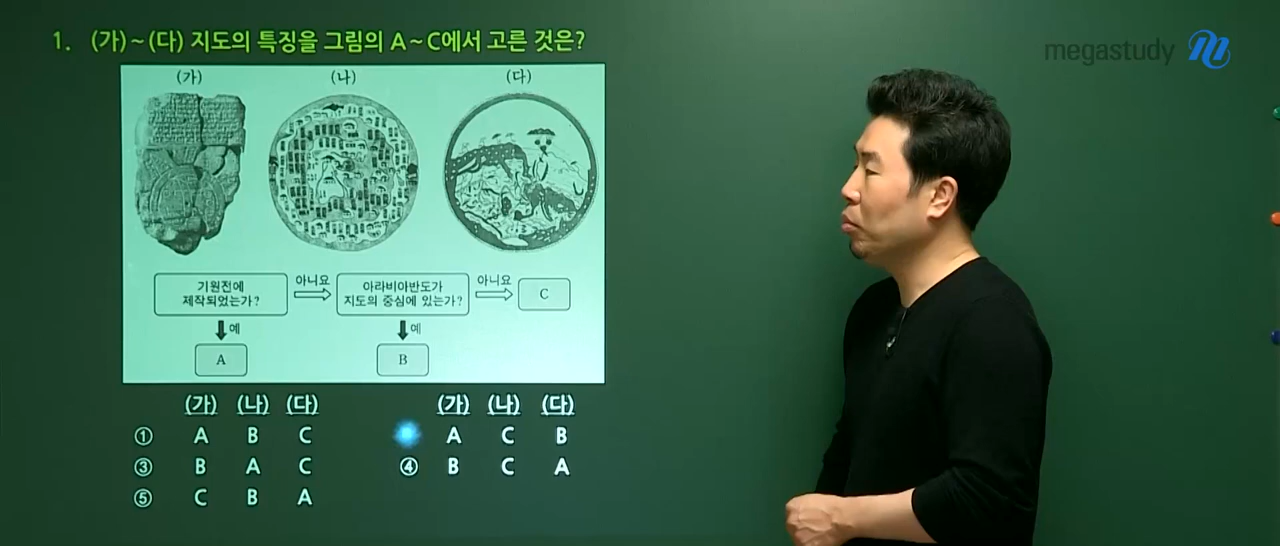 1. (가)~(다) 지도의 특징을 그림의 A~C에서 고른 것은?
megastudy
(가) (나) (다)
기원전에
제작되었는가?
아니요
아라비아반도가
지도의 중심에 있는가?
아니요
C
예
예
A
B
(가) (나) (다)
① A B C
③ B A C
⑤ C B A
(가) (나) (다)
A C B
④ B C A